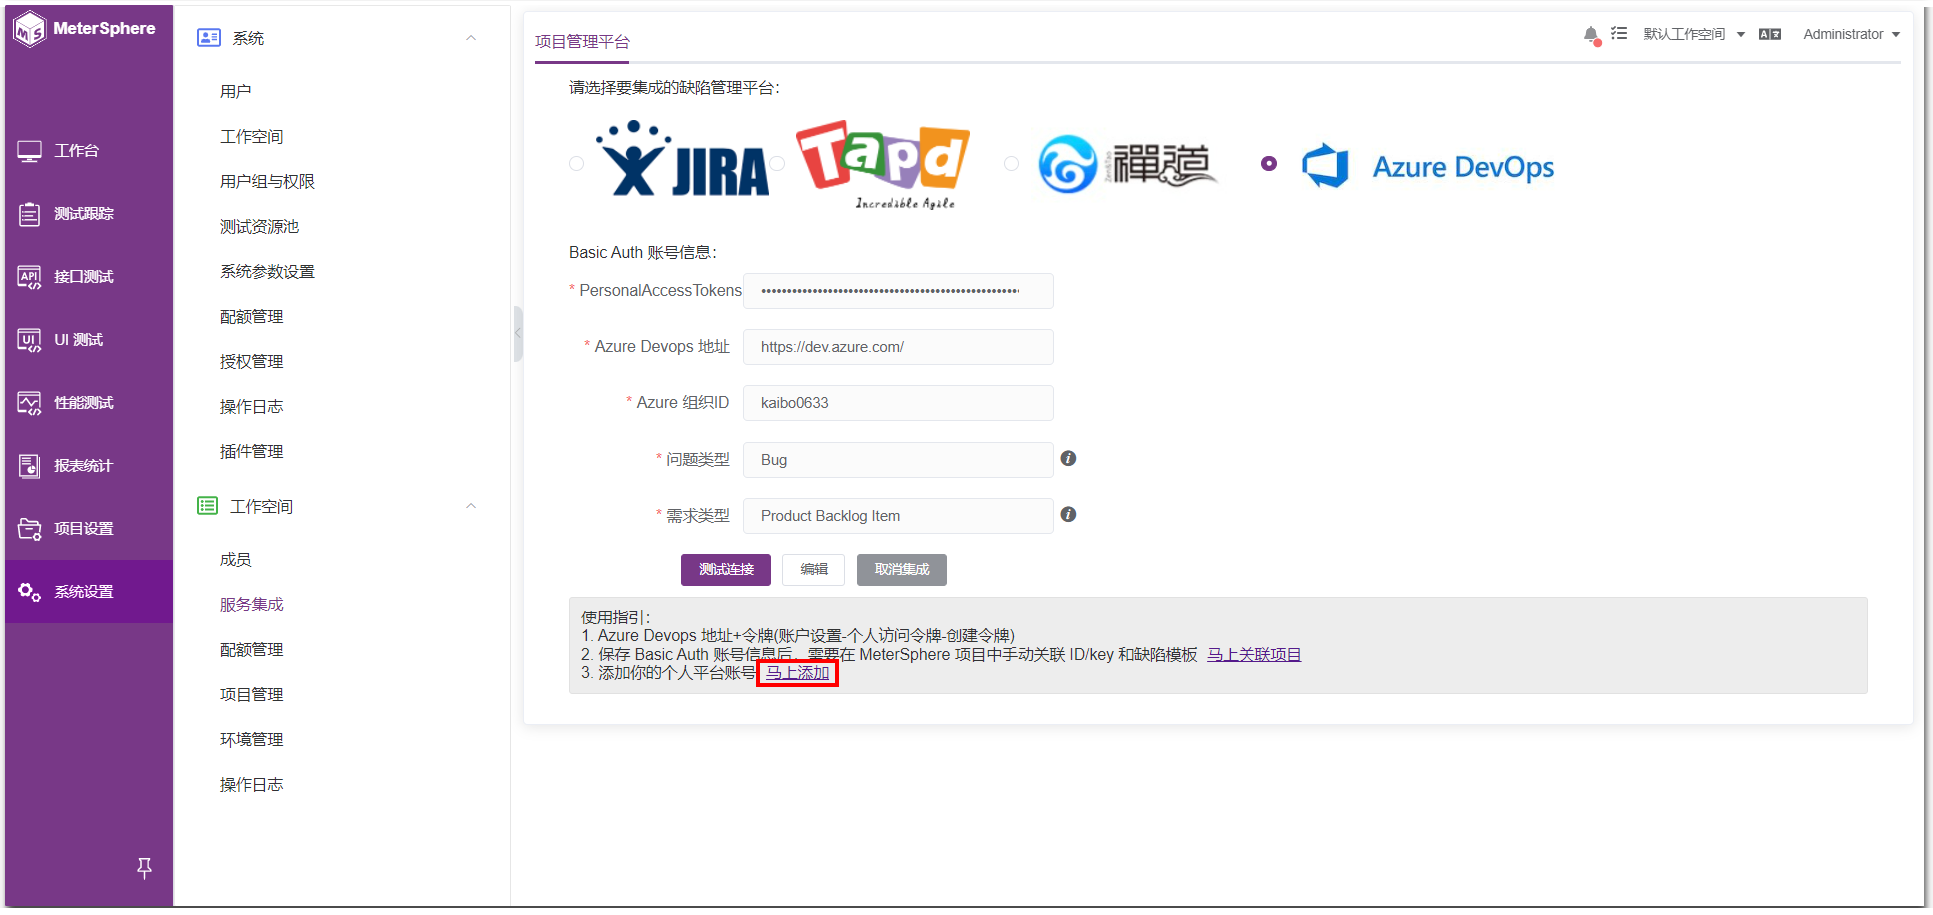 MeterSphere
工作台
测试跟踪
API 接口测试
UI UI 测试
性能测试
报表统计
项目设置
系统设置
系统
用户
工作空间
用户组与权限
测试资源池
系统参数设置
配额管理
授权管理
操作日志
插件管理
工作空间
成员
服务集成
配额管理
项目管理
环境管理
操作日志
项目管理平台
默认工作空间
Administrator
请选择要集成的缺陷管理平台：
JIRA
Tapd
Incredible Agile
禪道
Azure DevOps
Basic Auth 账号信息：
* PersonalAccessTokens ••••••••••••••••••••••••••••••••••••••••••••••••••••
* Azure Devops 地址 https://dev.azure.com/
* Azure 组织ID kaibo0633
* 问题类型 Bug
* 需求类型 Product Backlog Item
测试连接 编辑 取消集成
使用指引：
1. Azure Devops 地址+令牌(账户设置-个人访问令牌-创建令牌)
2. 保存 Basic Auth 账号信息后，需要在 MeterSphere 项目中手动关联 ID/key 和缺陷模板 马上关联项目
3. 添加你的个人平台账号 马上添加